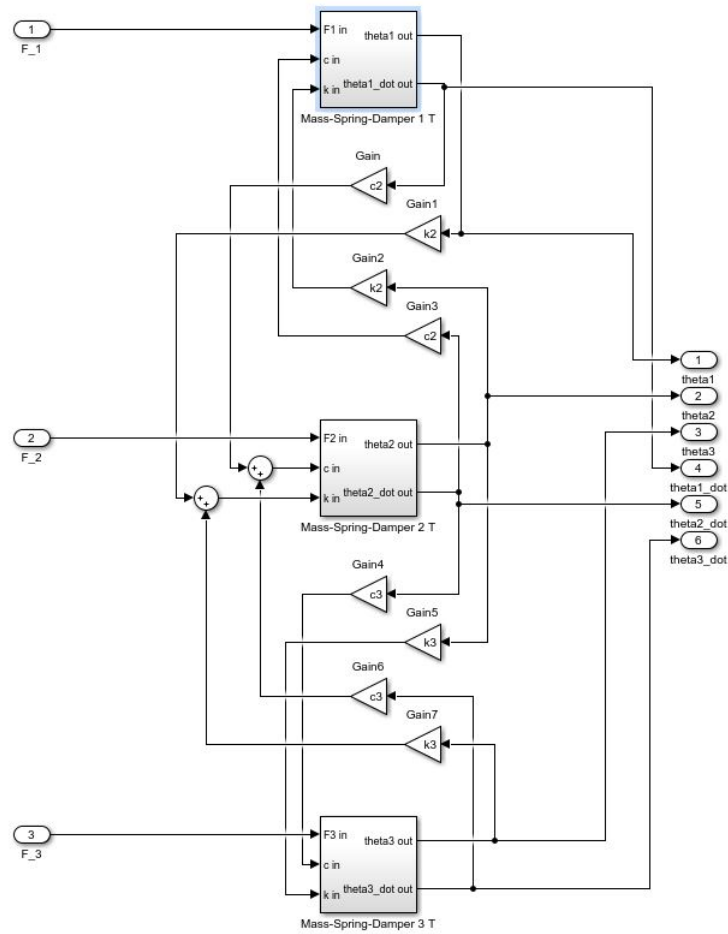 1
F_1
F1 in
c in
k in
theta1 out
theta1_dot out
Mass-Spring-Damper 1 T
Gain
c2
Gain1
k2
Gain2
k2
Gain3
c2
1
theta1
2
theta2
3
theta3
4
theta1_dot
5
theta2_dot
6
theta3_dot
2
F_2
F2 in
c in
k in
theta2 out
theta2_dot out
Mass-Spring-Damper 2 T
+
+
+
+
Gain4
c3
Gain5
k3
Gain6
c3
Gain7
k3
3
F_3
F3 in
c in
k in
theta3 out
theta3_dot out
Mass-Spring-Damper 3 T